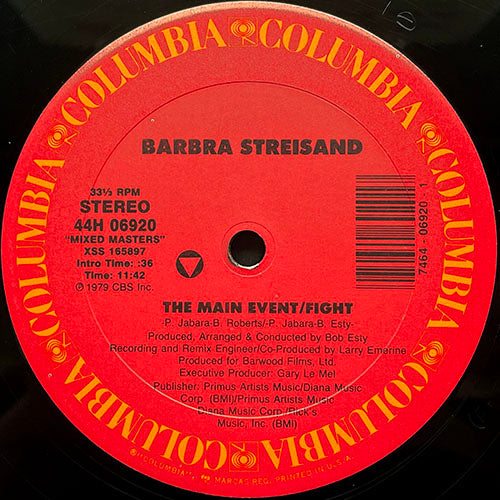 COLUMBIA COLUMBIA COLUMBIA COLUMBIA COLUMBIA COLUMBIA
BARBRA STREISAND
33⅓ RPM
STEREO
44H 06920
"MIXED MASTERS"
XSS 165897
Intro Time: :36
Time: 11:42
℗ 1979 CBS Inc.
7464 - 06920 - 1
THE MAIN EVENT/FIGHT
-P. Jabara-B. Roberts/-P. Jabara-B. Esty-
Produced, Arranged & Conducted by Bob Esty
Recording and Remix Engineer/Co-Produced by Larry Emerine
Produced for Barwood Films, Ltd.
Executive Producer: Gary Le Mel
Publisher: Primus Artists Music/Diana Music
Corp. (BMI)/Primus Artists Music/
Diana Music Corp./Rick's
Music, Inc. (BMI)
"COLUMBIA", MARCAS REG. PRINTED IN U.S.A.